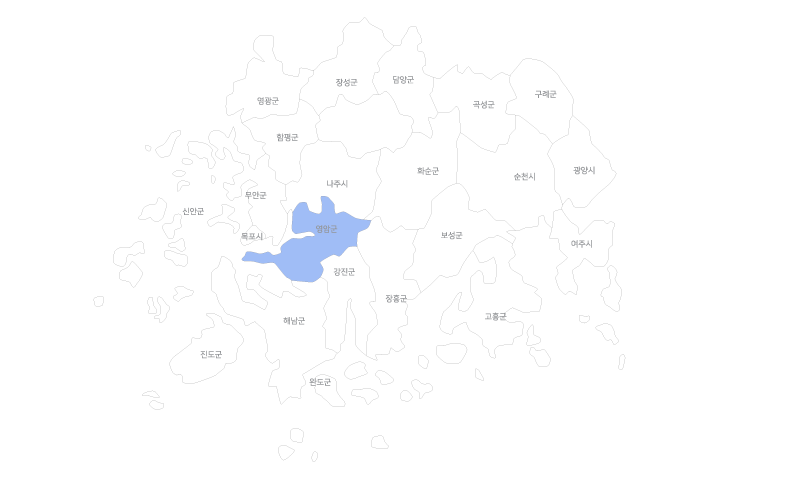 담양군
장성군
구례군
영광군
곡성군
함평군
화순군
광양시
순천시
나주시
무안군
신안군
영암군
목포시
보성군
여수시
강진군
장흥군
고흥군
해남군
진도군
완도군